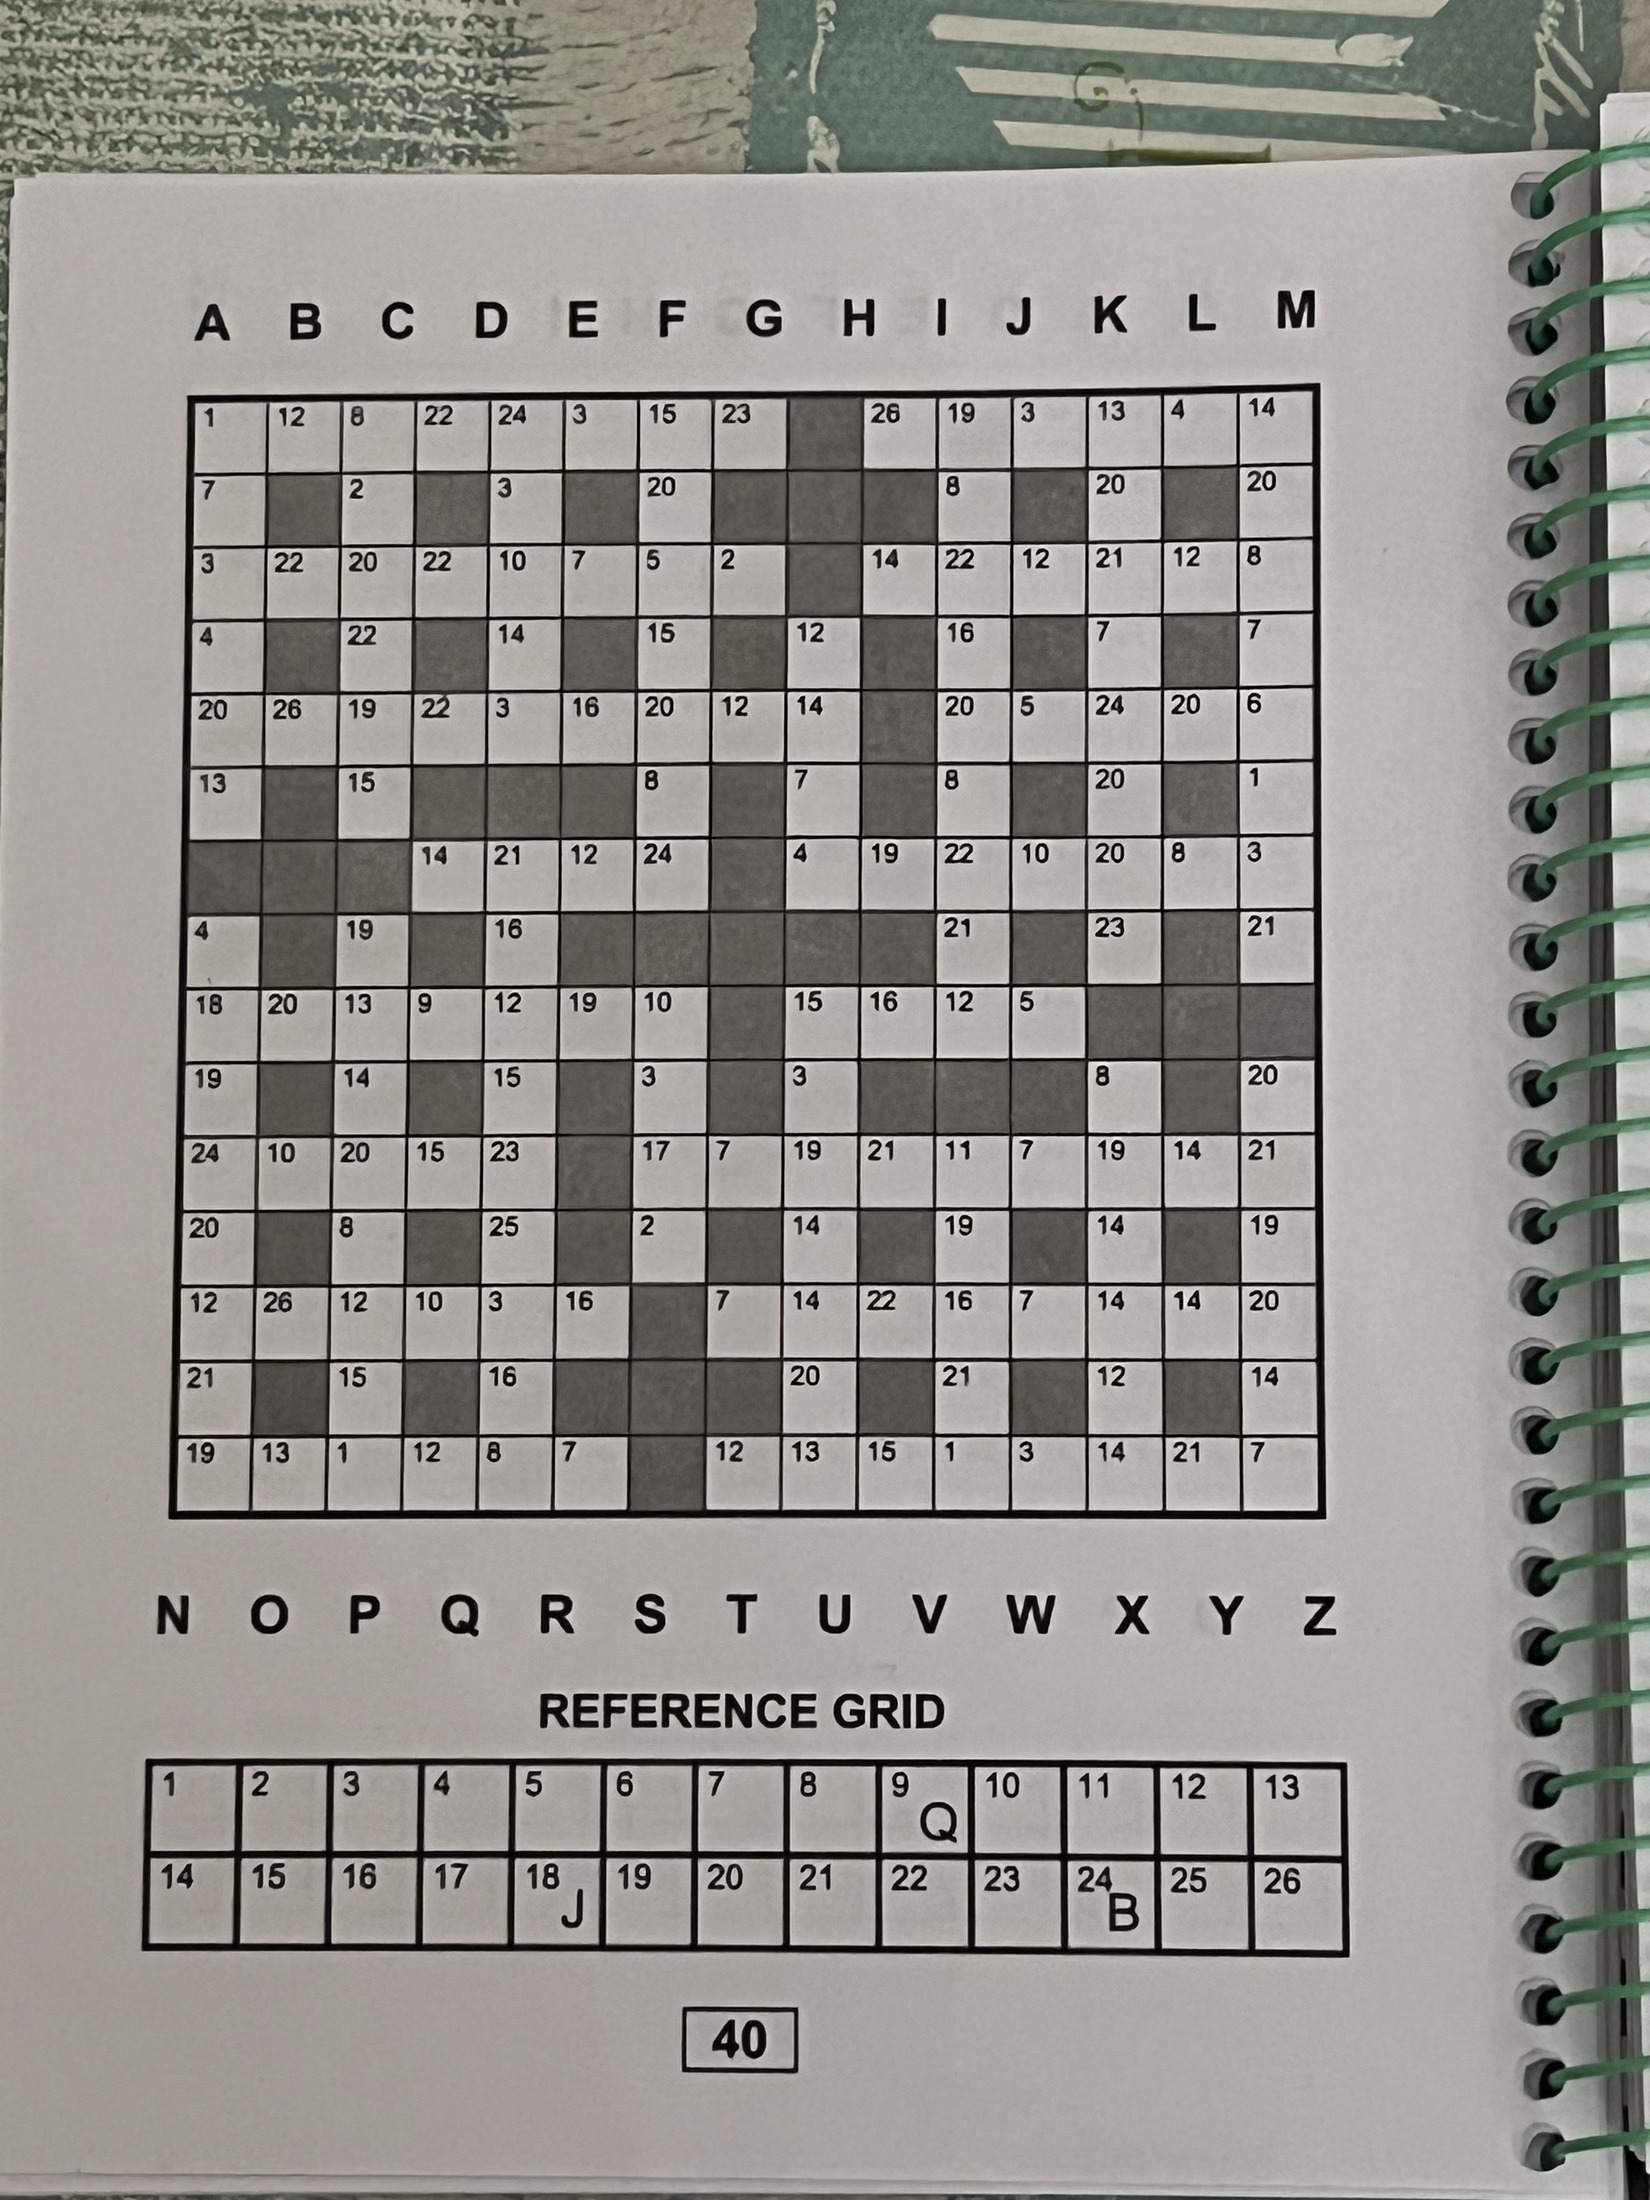 A B C D E F G H I J K L M
1 12 8 22 24 3 15 23 26 19 3 13 4 14
7 2 3 20 8 20 20
3 22 20 22 10 7 5 2 14 22 12 21 12 8
4 22 14 15 12 16 7 7
20 26 19 22 3 16 20 12 14 20 5 24 20 6
13 15 8 7 8 20 1
14 21 12 24 4 19 22 10 20 8 3
4 19 16 21 23 21
18 20 13 9 12 19 10 15 16 12 5
19 14 15 3 3 8 20
24 10 20 15 23 17 7 19 21 11 7 19 14 21
20 8 25 2 14 19 14 19
12 26 12 10 3 16 7 14 22 16 7 14 14 20
21 15 16 20 21 12 14
19 13 1 12 8 7 12 13 15 1 3 14 21 7
N O P Q R S T U V W X Y Z
REFERENCE GRID
1 2 3 4 5 6 7 8 9 Q 10 11 12 13
14 15 16 17 18 J 19 20 21 22 23 24 B 25 26
40